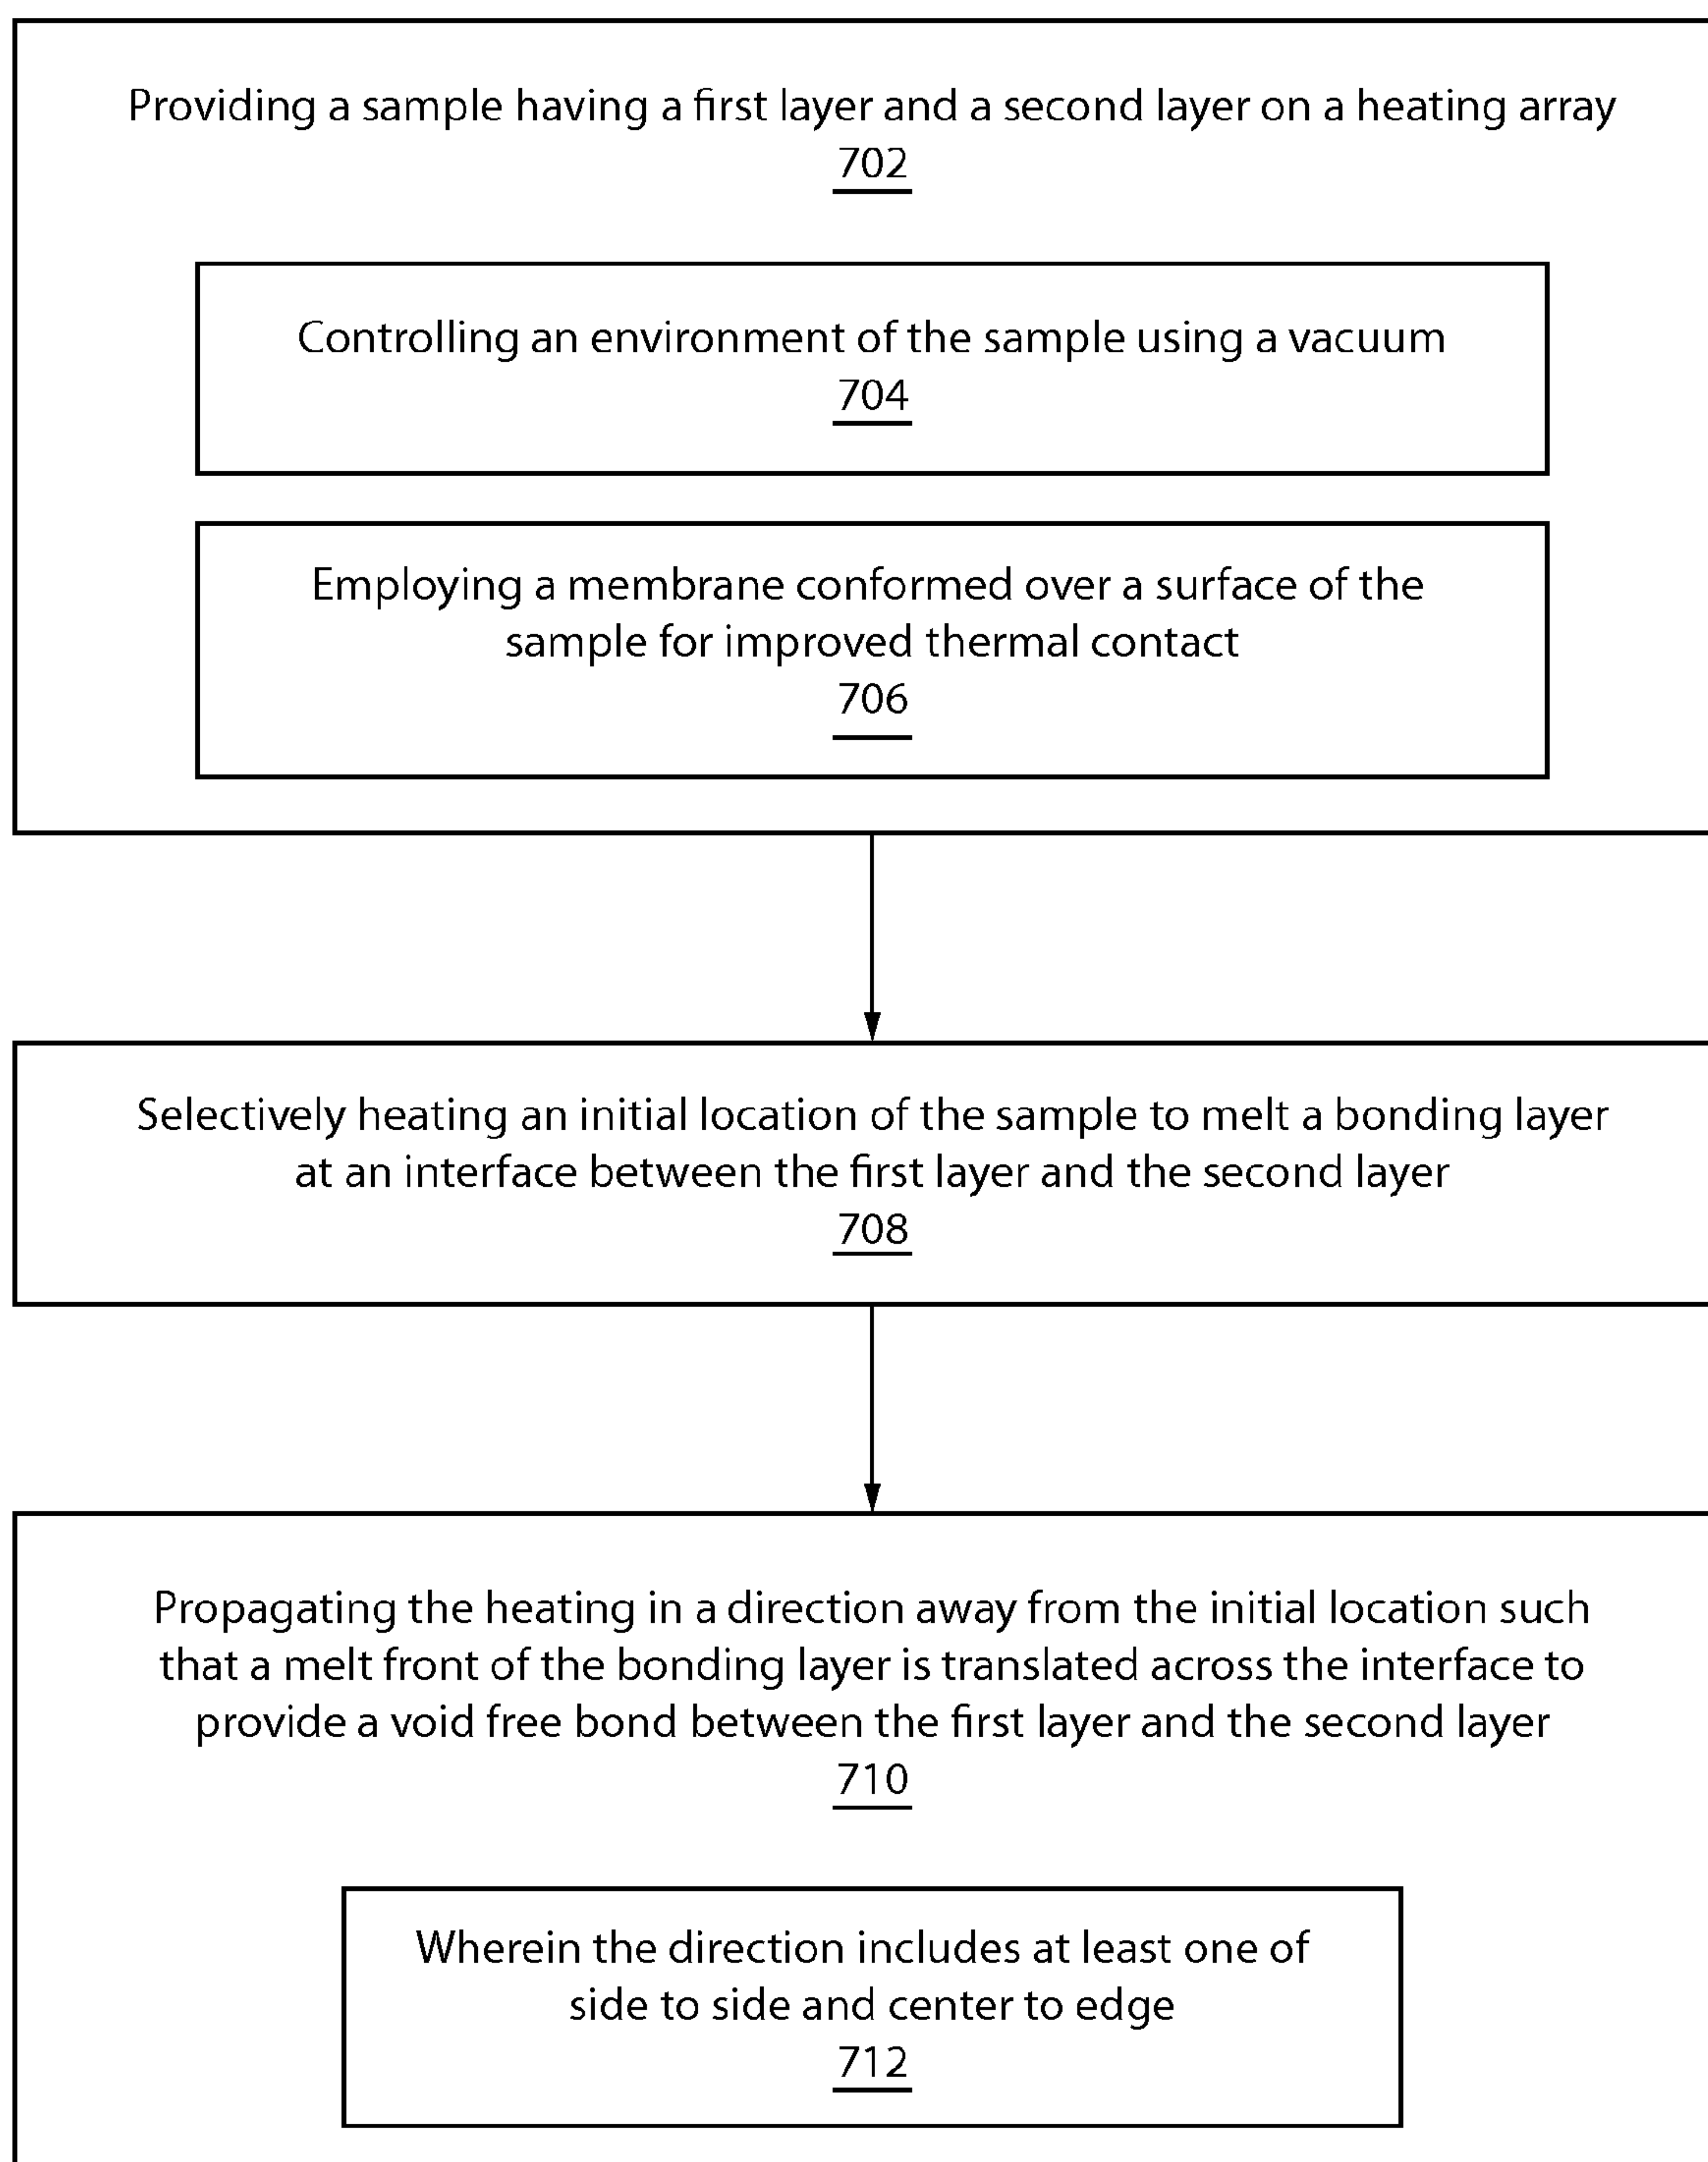 Providing a sample having a first layer and a second layer on a heating array
702
Controlling an environment of the sample using a vacuum
704
Employing a membrane conformed over a surface of the
sample for improved thermal contact
706
Selectively heating an initial location of the sample to melt a bonding layer
at an interface between the first layer and the second layer
708
Propagating the heating in a direction away from the initial location such
that a melt front of the bonding layer is translated across the interface to
provide a void free bond between the first layer and the second layer
710
Wherein the direction includes at least one of
side to side and center to edge
712